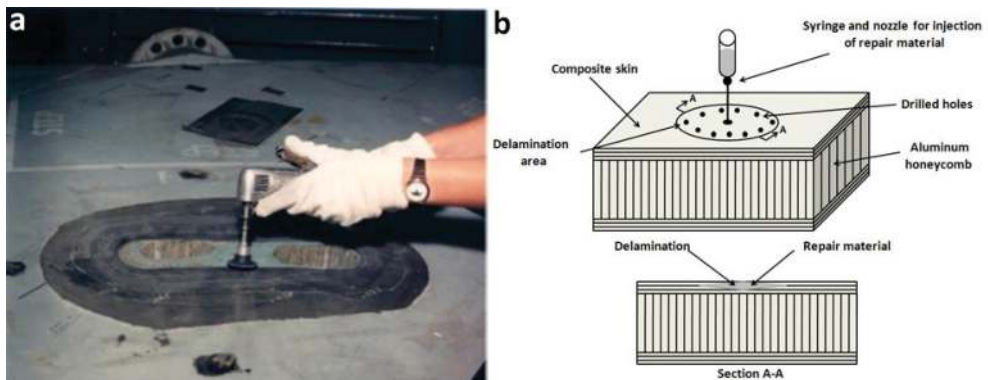 a
b
Syringe and nozzle for injection
of repair material
Composite skin
A
Drilled holes
A
Delamination
area
Aluminum
honeycomb
Delamination
Repair material
Section A-A